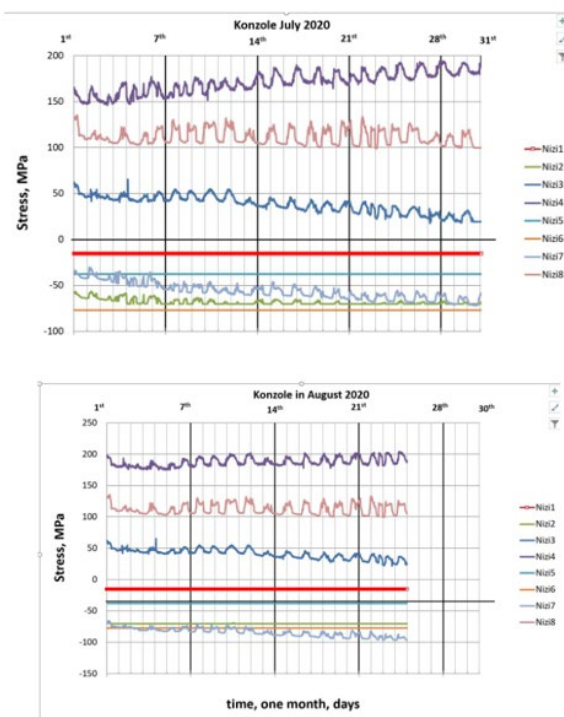 Konzole July 2020
1st 7th 14th 21st 28th 31st
200
150
100
50
0
-50
-100
Stress, MPa
Nizi1
Nizi2
Nizi3
Nizi4
Nizi5
Nizi6
Nizi7
Nizi8
Konzole in August 2020
1st 7th 14th 21st 28th 30th
250
200
150
100
50
0
-50
-100
-150
Stress, MPa
Nizi1
Nizi2
Nizi3
Nizi4
Nizi5
Nizi6
Nizi7
Nizi8
time, one month, days